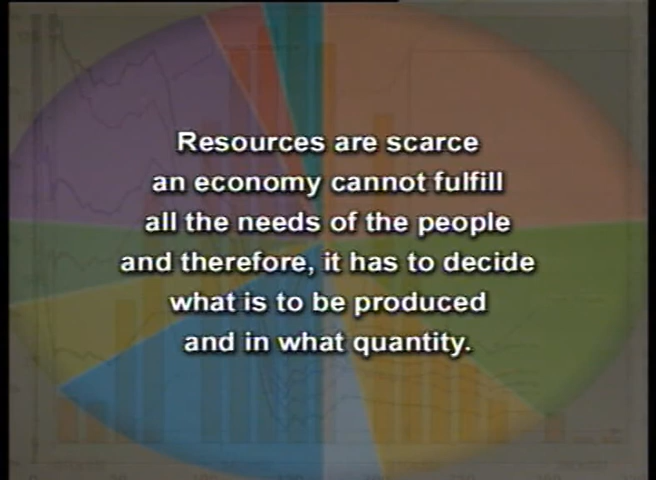 Resources are scarce
an economy cannot fulfill
all the needs of the people
and therefore, it has to decide
what is to be produced
and in what quantity.